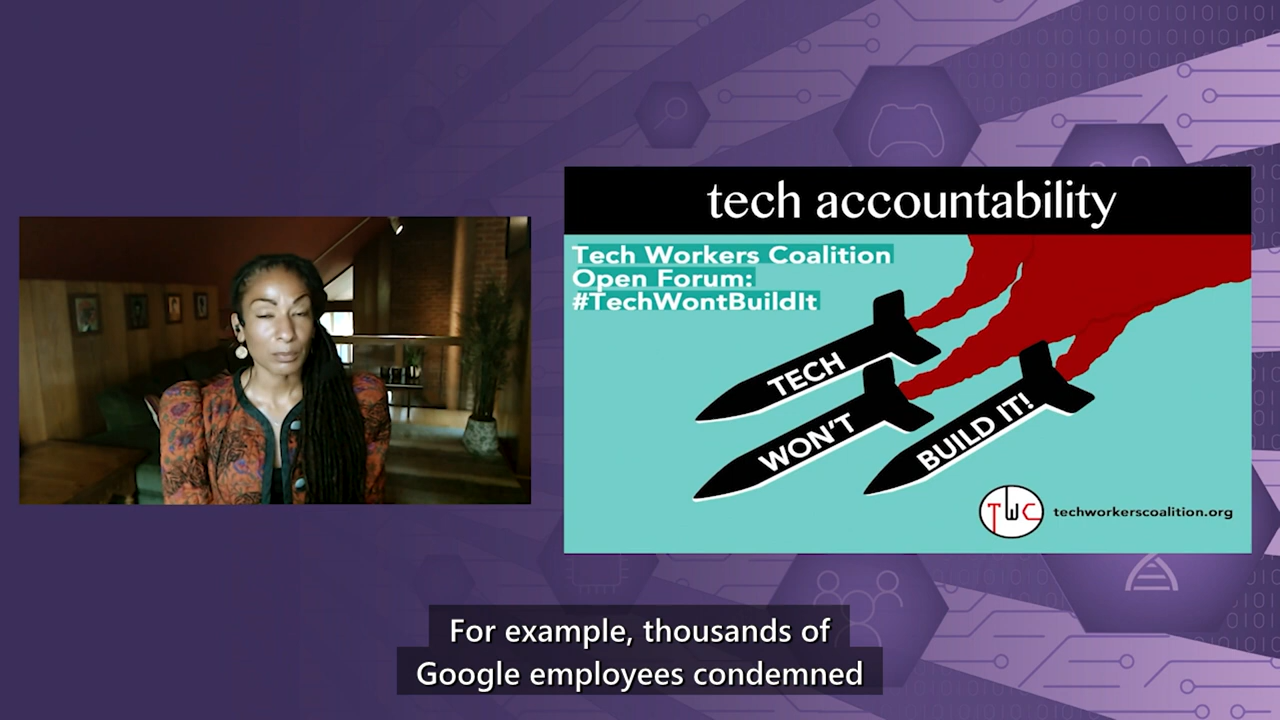 tech accountability
Tech Workers Coalition
Open Forum:
#TechWontBuildIt
TECH
WON'T
BUILD IT!
TWC
techworkerscoalition.org
For example, thousands of
Google employees condemned